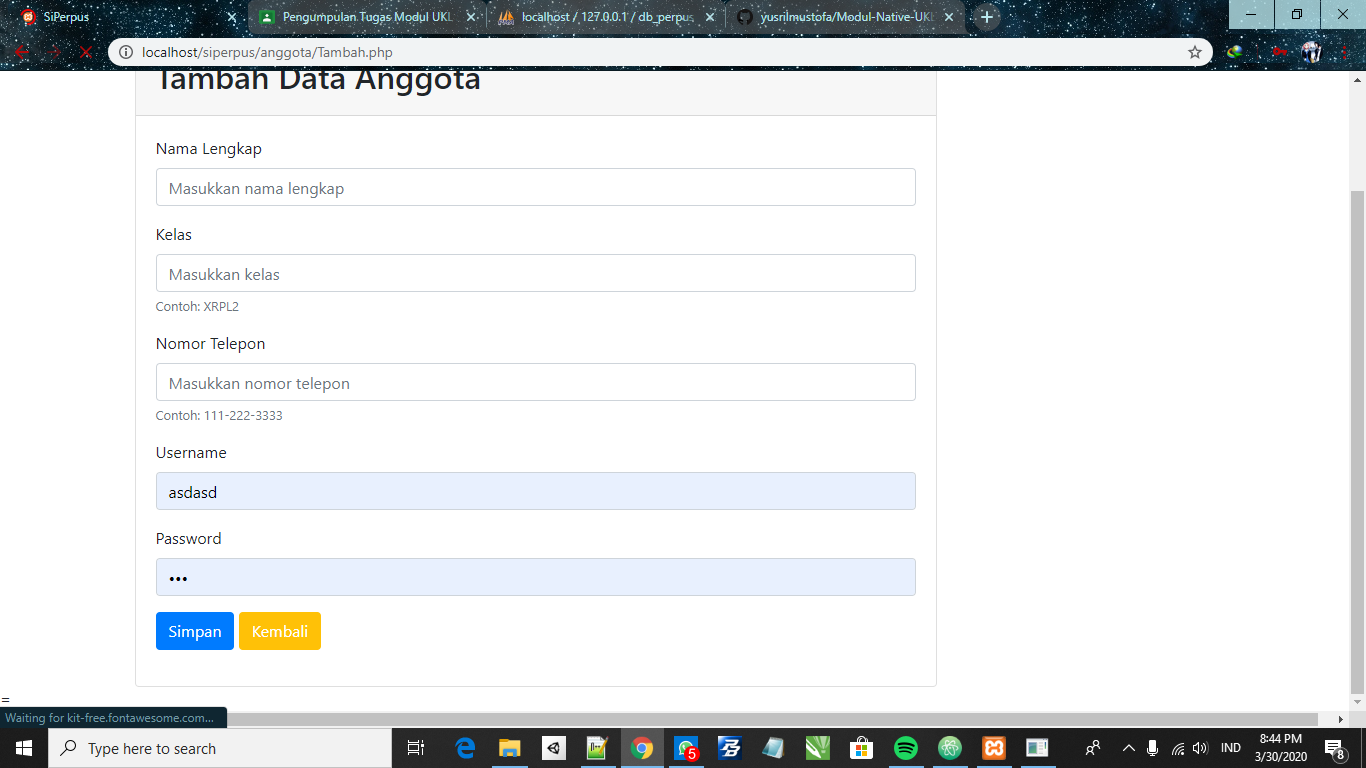 SiPerpus
Pengumpulan Tugas Modul UKL
localhost / 127.0.0.1 / db_perpus
yusrilmustofa/Modul-Native-UKL
localhost/siperpus/anggota/Tambah.php
Tambah Data Anggota
Nama Lengkap
Masukkan nama lengkap
Kelas
Masukkan kelas
Contoh: XRPL2
Nomor Telepon
Masukkan nomor telepon
Contoh: 111-222-3333
Username
asdasd
Password
•••
Simpan
Kembali
=
Waiting for kit-free.fontawesome.com...
Type here to search
5
IND
8:44 PM
3/30/2020
8